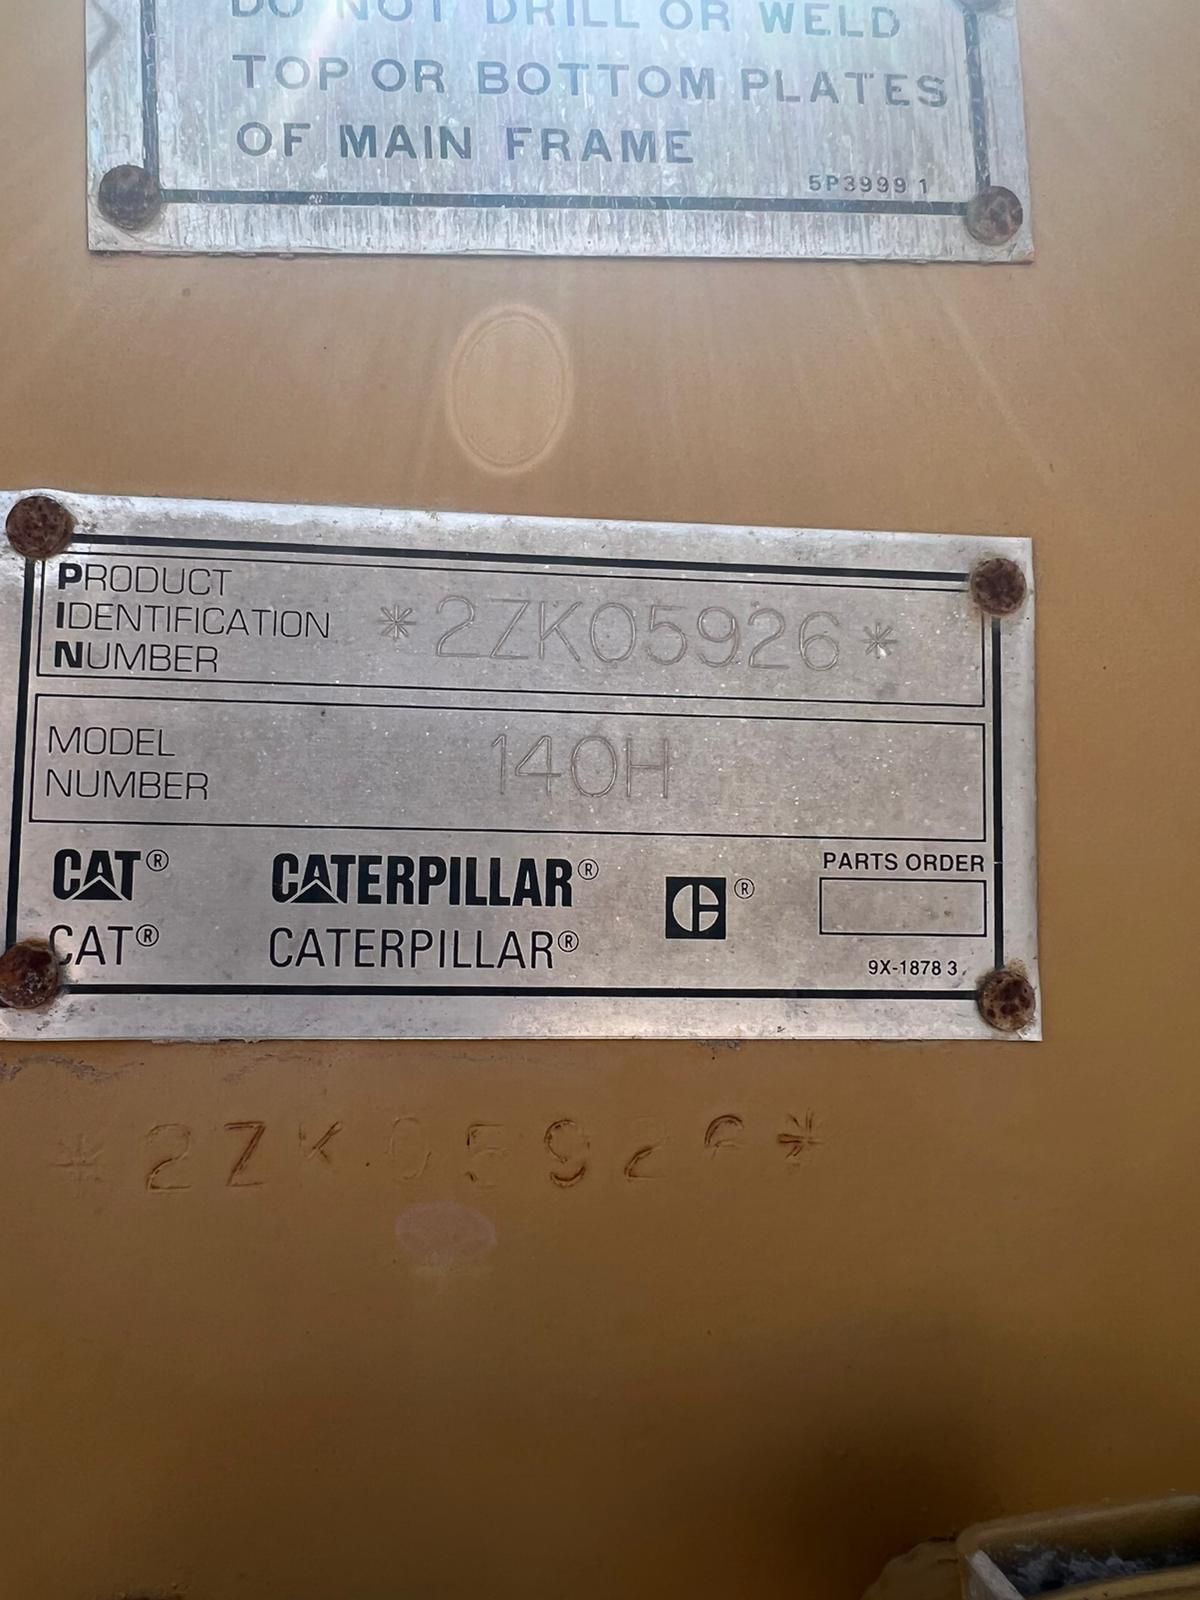 DO NOT DRILL OR WELD
TOP OR BOTTOM PLATES
OF MAIN FRAME
5P3999 1
PRODUCT
IDENTIFICATION
NUMBER
*2ZK05926*
MODEL
NUMBER
140H
CAT® CATERPILLAR® C®
PARTS ORDER
CAT® CATERPILLAR®
9X-1878 3
*2ZK05926*